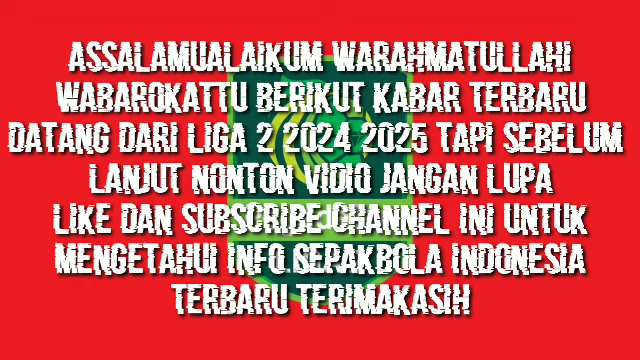 ASSALAMUALAIKUM WARAHMATULLAHI
WABAROKATTU BERIKUT KABAR TERBARU
DATANG DARI LIGA 2 2024 2025 TAPI SEBELUM
LANJUT NONTON VIDIO JANGAN LUPA
LIKE DAN SUBSCRIBE CHANNEL INI UNTUK
MENGETAHUI INFO SEPAKBOLA INDONESIA
TERBARU TERIMAKASIH